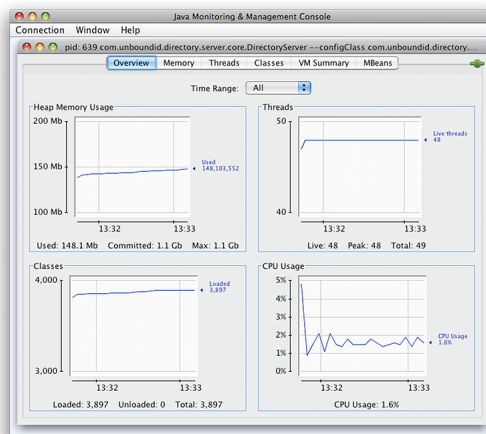 Java Monitoring & Management Console
Connection Window Help
pid: 639 com.unboundid.directory.server.core.DirectoryServer --configClass com.unboundid.directory....
Overview Memory Threads Classes VM Summary MBeans
Time Range: All
Heap Memory Usage
200 Mb
150 Mb
100 Mb
Used
148,103,552
13:32 13:33
Used: 148.1 Mb Committed: 1.1 Gb Max: 1.1 Gb
Threads
50
40
Live threads
48
13:32 13:33
Live: 48 Peak: 48 Total: 49
Classes
4,000
3,000
Loaded
3,897
13:32 13:33
Loaded: 3,897 Unloaded: 0 Total: 3,897
CPU Usage
5%
4%
3%
2%
1%
0%
CPU Usage
1.6%
13:32 13:33
CPU Usage: 1.6%